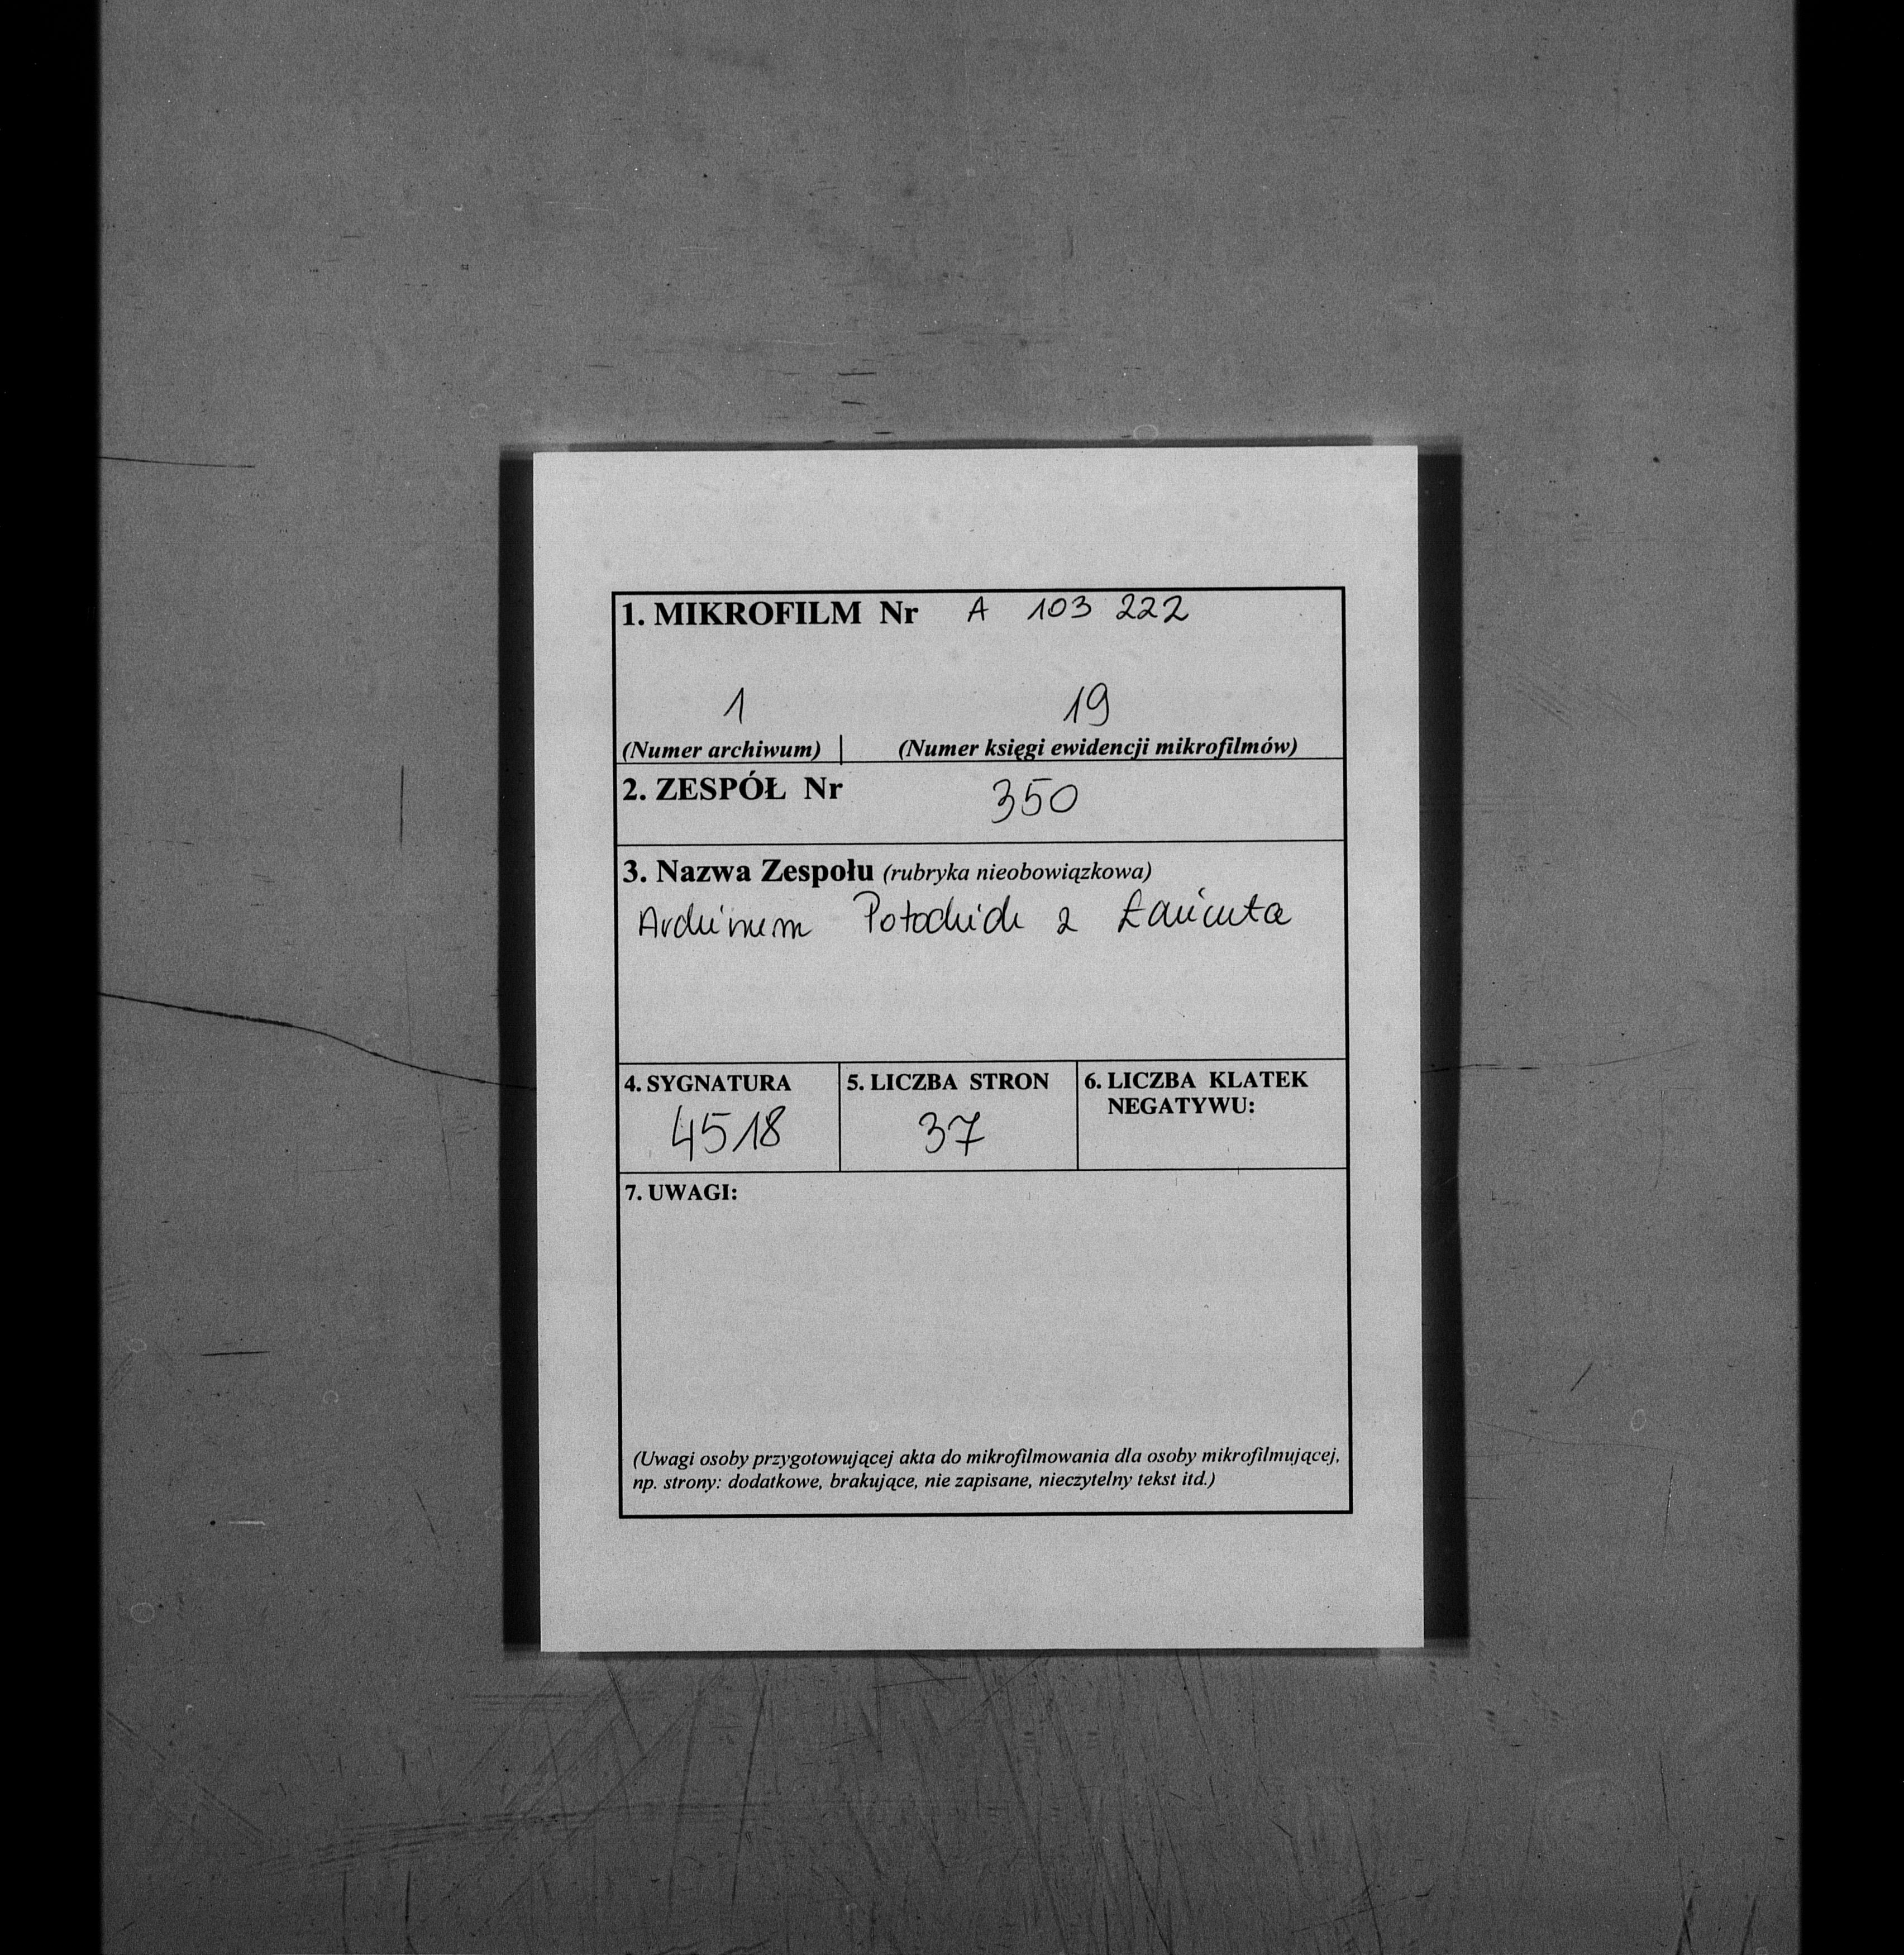 1. MIKROFILM Nr A 103 222
1 19
(Numer archiwum) (Numer księgi ewidencji mikrofilmów)
2. ZESPÓŁ Nr 350
3. Nazwa Zespołu (rubryka nieobowiązkowa)
Archiwum Potockich z Łańcuta
4. SYGNATURA 5. LICZBA STRON 6. LICZBA KLATEK
NEGATYWU:
4518 37
7. UWAGI:
(Uwagi osoby przygotowującej akta do mikrofilmowania dla osoby mikrofilmującej,
np. strony: dodatkowe, brakujące, nie zapisane, nieczytelny tekst itd.)